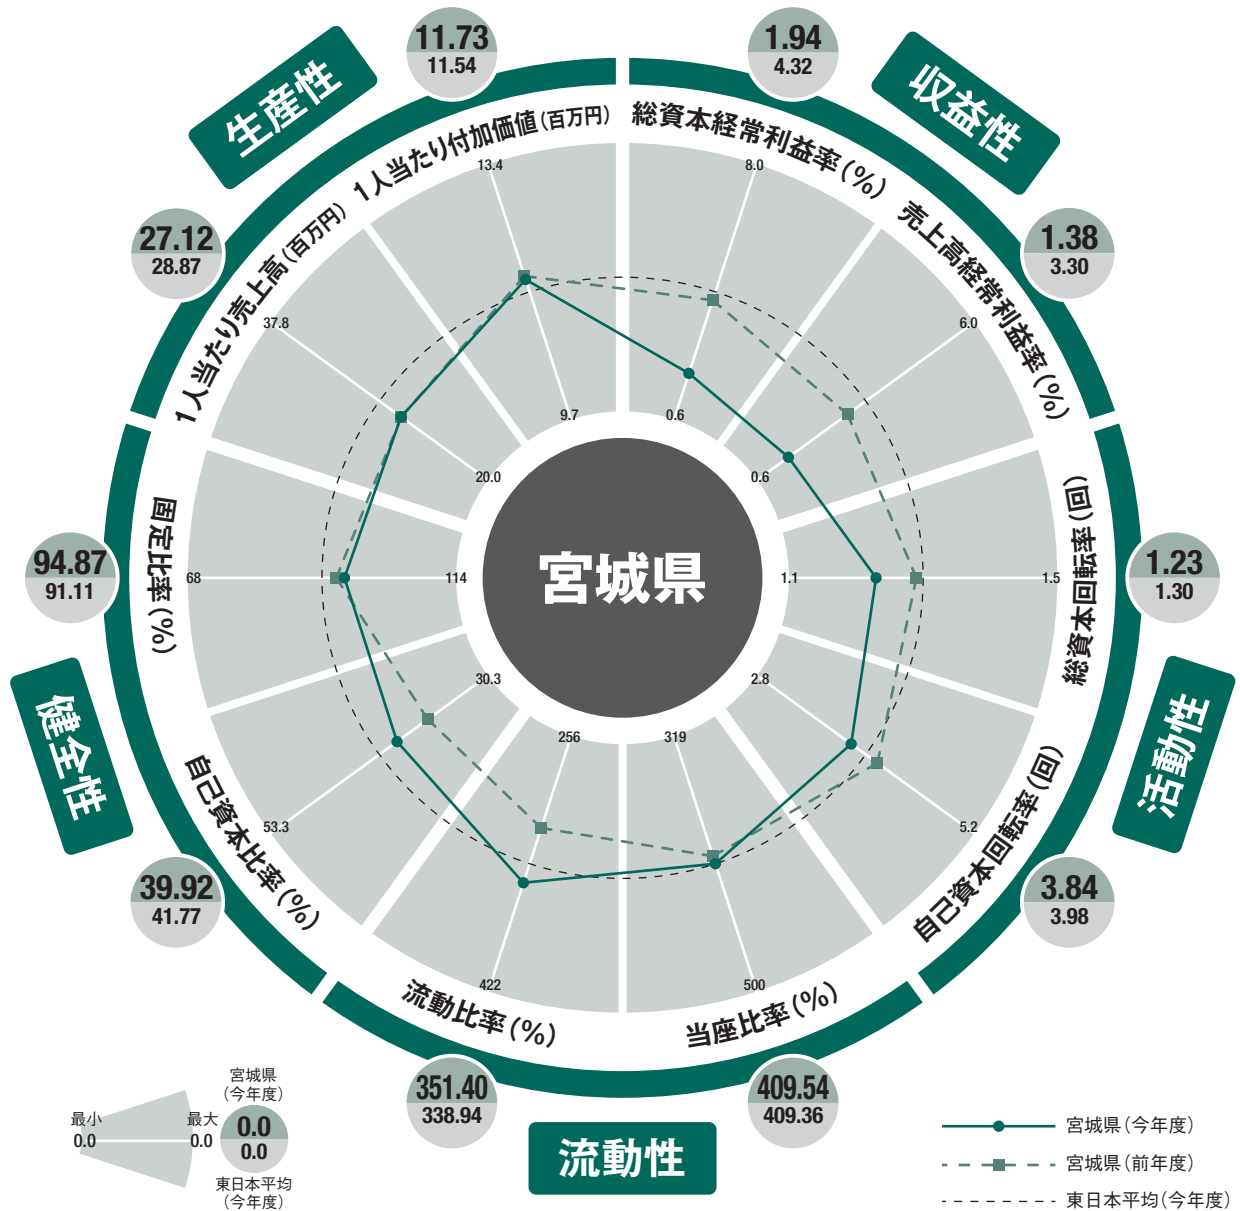 宮城県
収益性
総資本経常利益率(%)
1.94
4.32
8.0
0.6
売上高経常利益率(%)
1.38
3.30
6.0
0.6
活動性
総資本回転率(回)
1.23
1.30
1.5
1.1
自己資本回転率(回)
3.84
3.98
5.2
2.8
流動性
当座比率(%)
409.54
409.36
500
319
流動比率(%)
351.40
338.94
422
256
健全性
自己資本比率(%)
39.92
41.77
53.3
30.3
固定比率(%)
94.87
91.11
68
114
生産性
1人当たり売上高(百万円)
27.12
28.87
37.8
20.0
1人当たり付加価値(百万円)
11.73
11.54
13.4
9.7
宮城県
(今年度)
最小
0.0
最大
0.0
0.0
0.0
東日本平均
(今年度)
宮城県(今年度)
宮城県(前年度)
東日本平均(今年度)